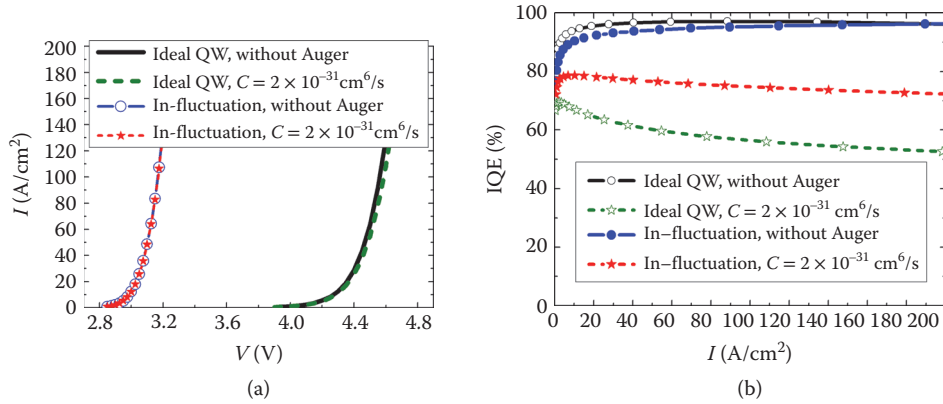 200
180
160
140
120
100
80
60
40
20
0
I (A/cm²)
Ideal QW, without Auger
Ideal QW, C = 2 × 10⁻³¹ cm⁶/s
In-fluctuation, without Auger
In-fluctuation, C = 2 × 10⁻³¹ cm⁶/s
2.8 3.2 3.6 4.0 4.4 4.8
V (V)
(a)
100
80
60
40
20
0
IQE (%)
Ideal QW, without Auger
Ideal QW, C = 2 × 10⁻³¹ cm⁶/s
In−fluctuation, without Auger
In−fluctuation, C = 2 × 10⁻³¹ cm⁶/s
0 20 40 60 80 100 120 140 160 180 200
I (A/cm²)
(b)